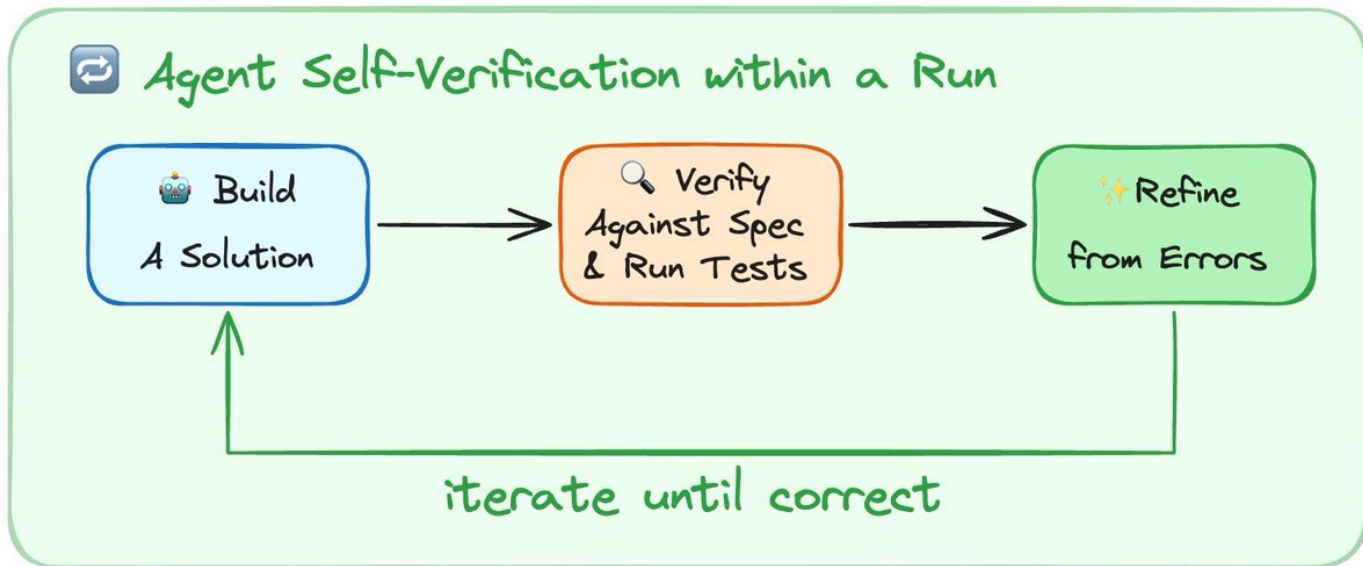 🔁 Agent Self-Verification within a Run
🤖 Build
A Solution
🔍 Verify
Against Spec
& Run Tests
✨Refine
from Errors
iterate until correct